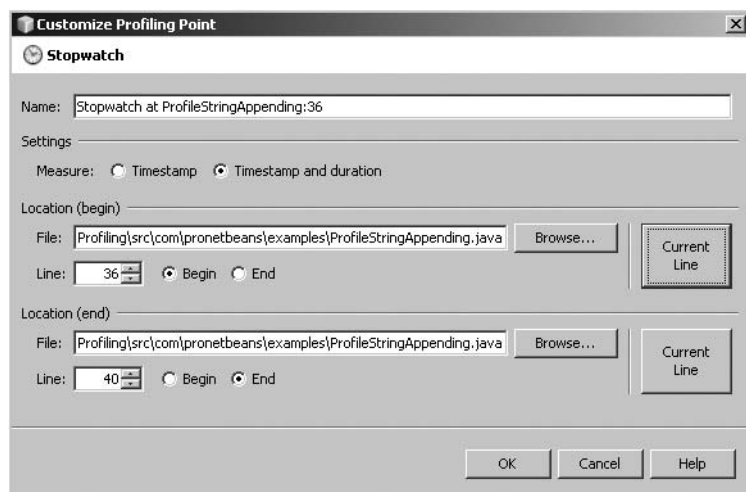 Customize Profiling Point
Stopwatch
Name: Stopwatch at ProfileStringAppending:36
Settings
Measure: Timestamp Timestamp and duration
Location (begin)
File: Profiling\src\com\pronetbeans\examples\ProfileStringAppending.java Browse...
Current
Line
Line: 36 Begin End
Location (end)
File: Profiling\src\com\pronetbeans\examples\ProfileStringAppending.java Browse...
Current
Line
Line: 40 Begin End
OK Cancel Help